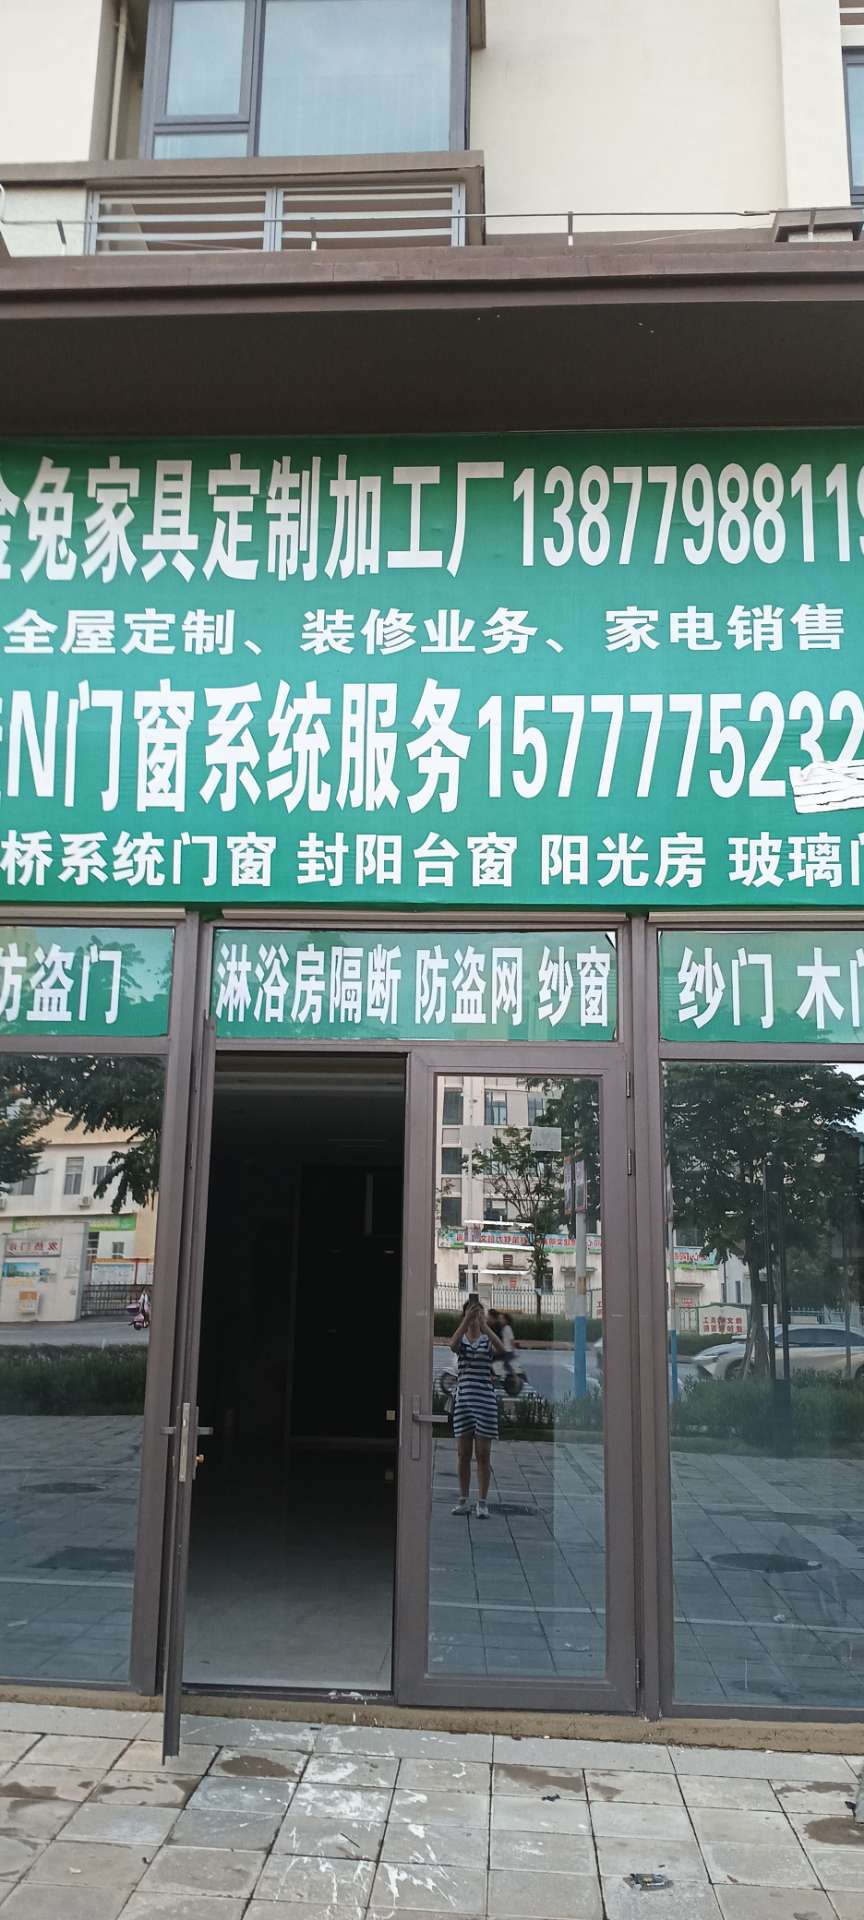 金兔家具定制加工厂13877988119
全屋定制、装修业务、家电销售
N门窗系统服务1577775232
桥系统门窗 封阳台窗 阳光房 玻璃门
防盗门 淋浴房隔断 防盗网 纱窗 纱门 木门
发热门诊